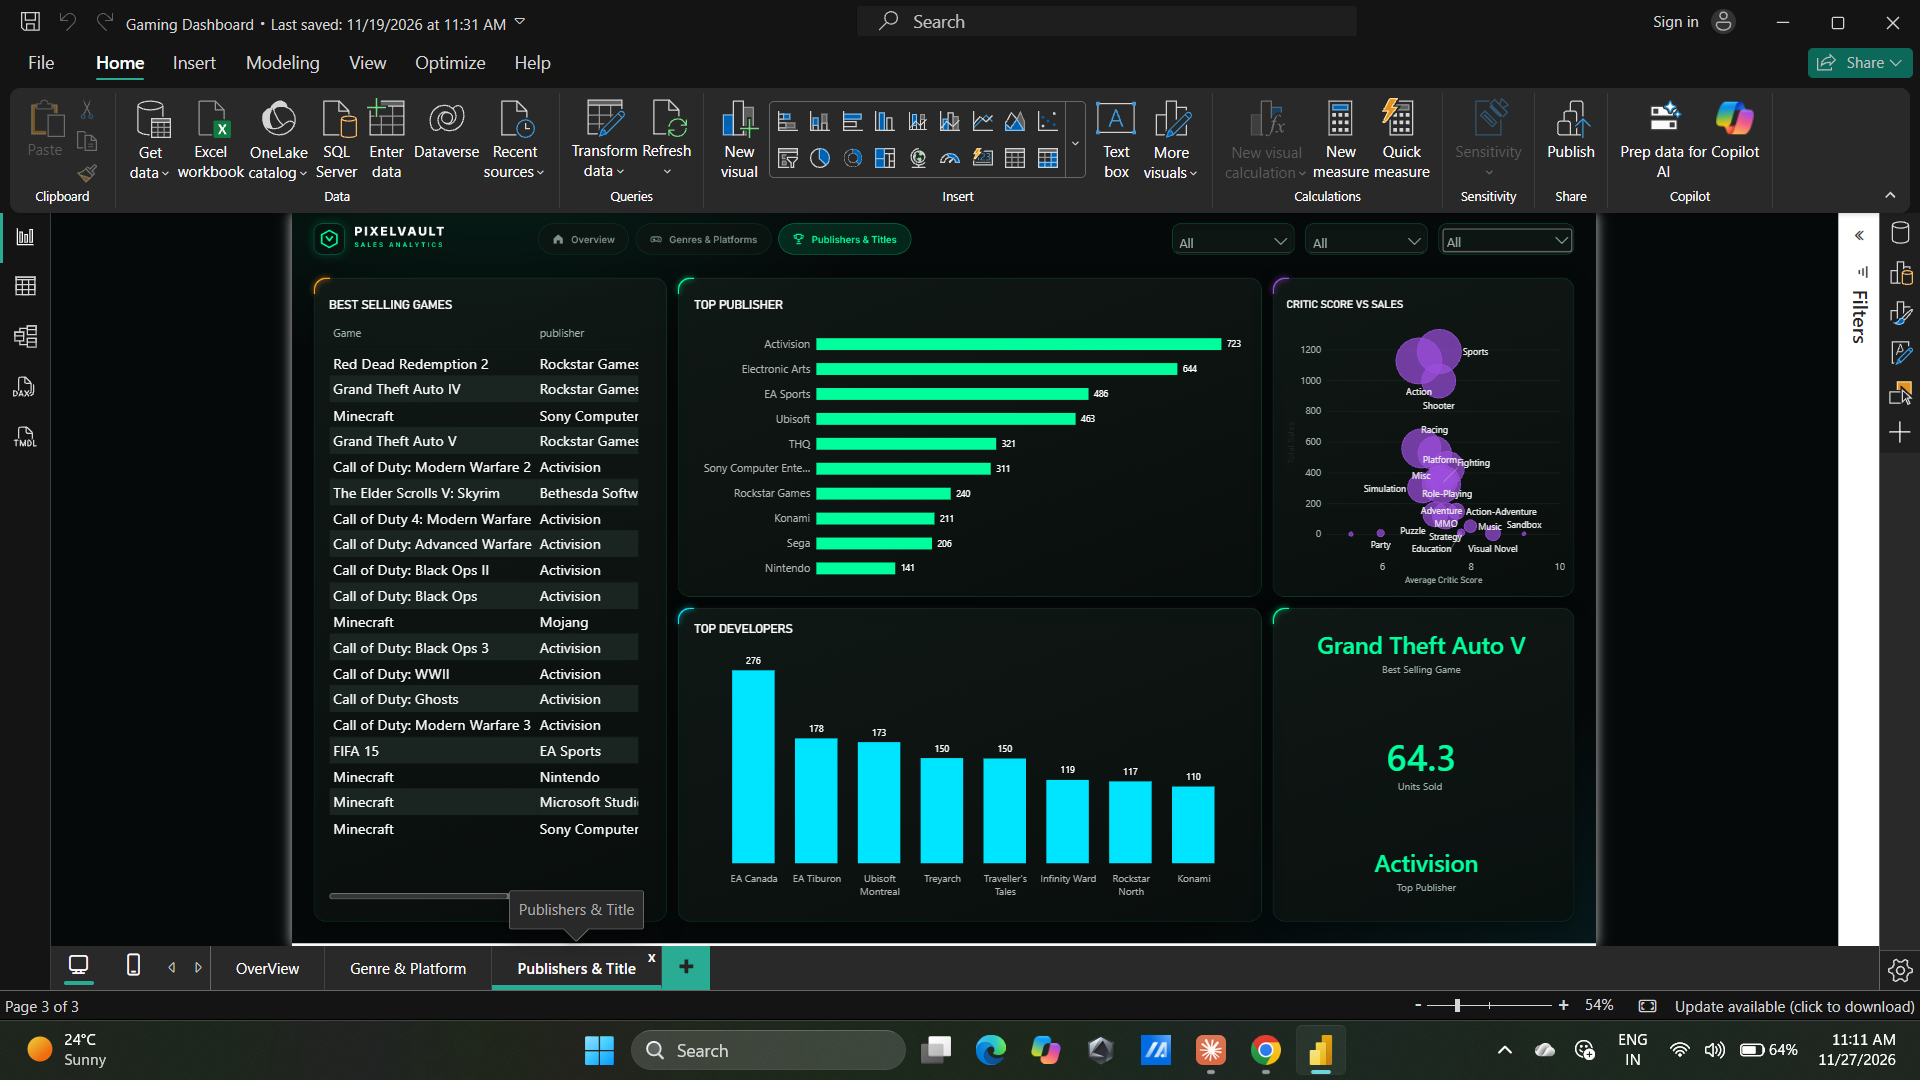 Gaming Dashboard • Last saved: 11/19/2026 at 11:31 AM
Search
Sign in
File
Home
Insert
Modeling
View
Optimize
Help
Share
Paste
Clipboard
Get data
Excel workbook
OneLake catalog
SQL Server
Enter data
Dataverse
Recent sources
Data
Transform data
Refresh
Queries
New visual
Text box
More visuals
Insert
New visual calculation
New measure
Quick measure
Calculations
Sensitivity
Sensitivity
Publish
Share
Prep data for AI
Copilot
Copilot
DAX
TMDL
PIXELVAULT
SALES ANALYTICS
Overview
Genres & Platforms
Publishers & Titles
All
All
All
Filters
BEST SELLING GAMES
Game publisher
Red Dead Redemption 2 Rockstar Games
Grand Theft Auto IV Rockstar Games
Minecraft Sony Computer
Grand Theft Auto V Rockstar Games
Call of Duty: Modern Warfare 2 Activision
The Elder Scrolls V: Skyrim Bethesda Softw
Call of Duty 4: Modern Warfare Activision
Call of Duty: Advanced Warfare Activision
Call of Duty: Black Ops II Activision
Call of Duty: Black Ops Activision
Minecraft Mojang
Call of Duty: Black Ops 3 Activision
Call of Duty: WWII Activision
Call of Duty: Ghosts Activision
Call of Duty: Modern Warfare 3 Activision
FIFA 15 EA Sports
Minecraft Nintendo
Minecraft Microsoft Studi
Minecraft Sony Computer
TOP PUBLISHER
Activision 723
Electronic Arts 644
EA Sports 486
Ubisoft 463
THQ 321
Sony Computer Ente... 311
Rockstar Games 240
Konami 211
Sega 206
Nintendo 141
CRITIC SCORE VS SALES
1200
1000
800
600
400
200
0
Total Sales
Sports
Action
Shooter
Racing
Platform
Fighting
Misc
Simulation
Role-Playing
Adventure
Action-Adventure
MMO
Music
Sandbox
Puzzle
Strategy
Party
Education
Visual Novel
6 8 10
Average Critic Score
TOP DEVELOPERS
276
178
173
150
150
119
117
110
EA Canada
EA Tiburon
Ubisoft Montreal
Treyarch
Traveller's Tales
Infinity Ward
Rockstar North
Konami
Grand Theft Auto V
Best Selling Game
64.3
Units Sold
Activision
Top Publisher
Publishers & Title
OverView
Genre & Platform
Publishers & Title
x
Page 3 of 3
- + 54%
Update available (click to download)
24°C
Sunny
Search
ENG
IN
64%
11:11 AM
11/27/2026